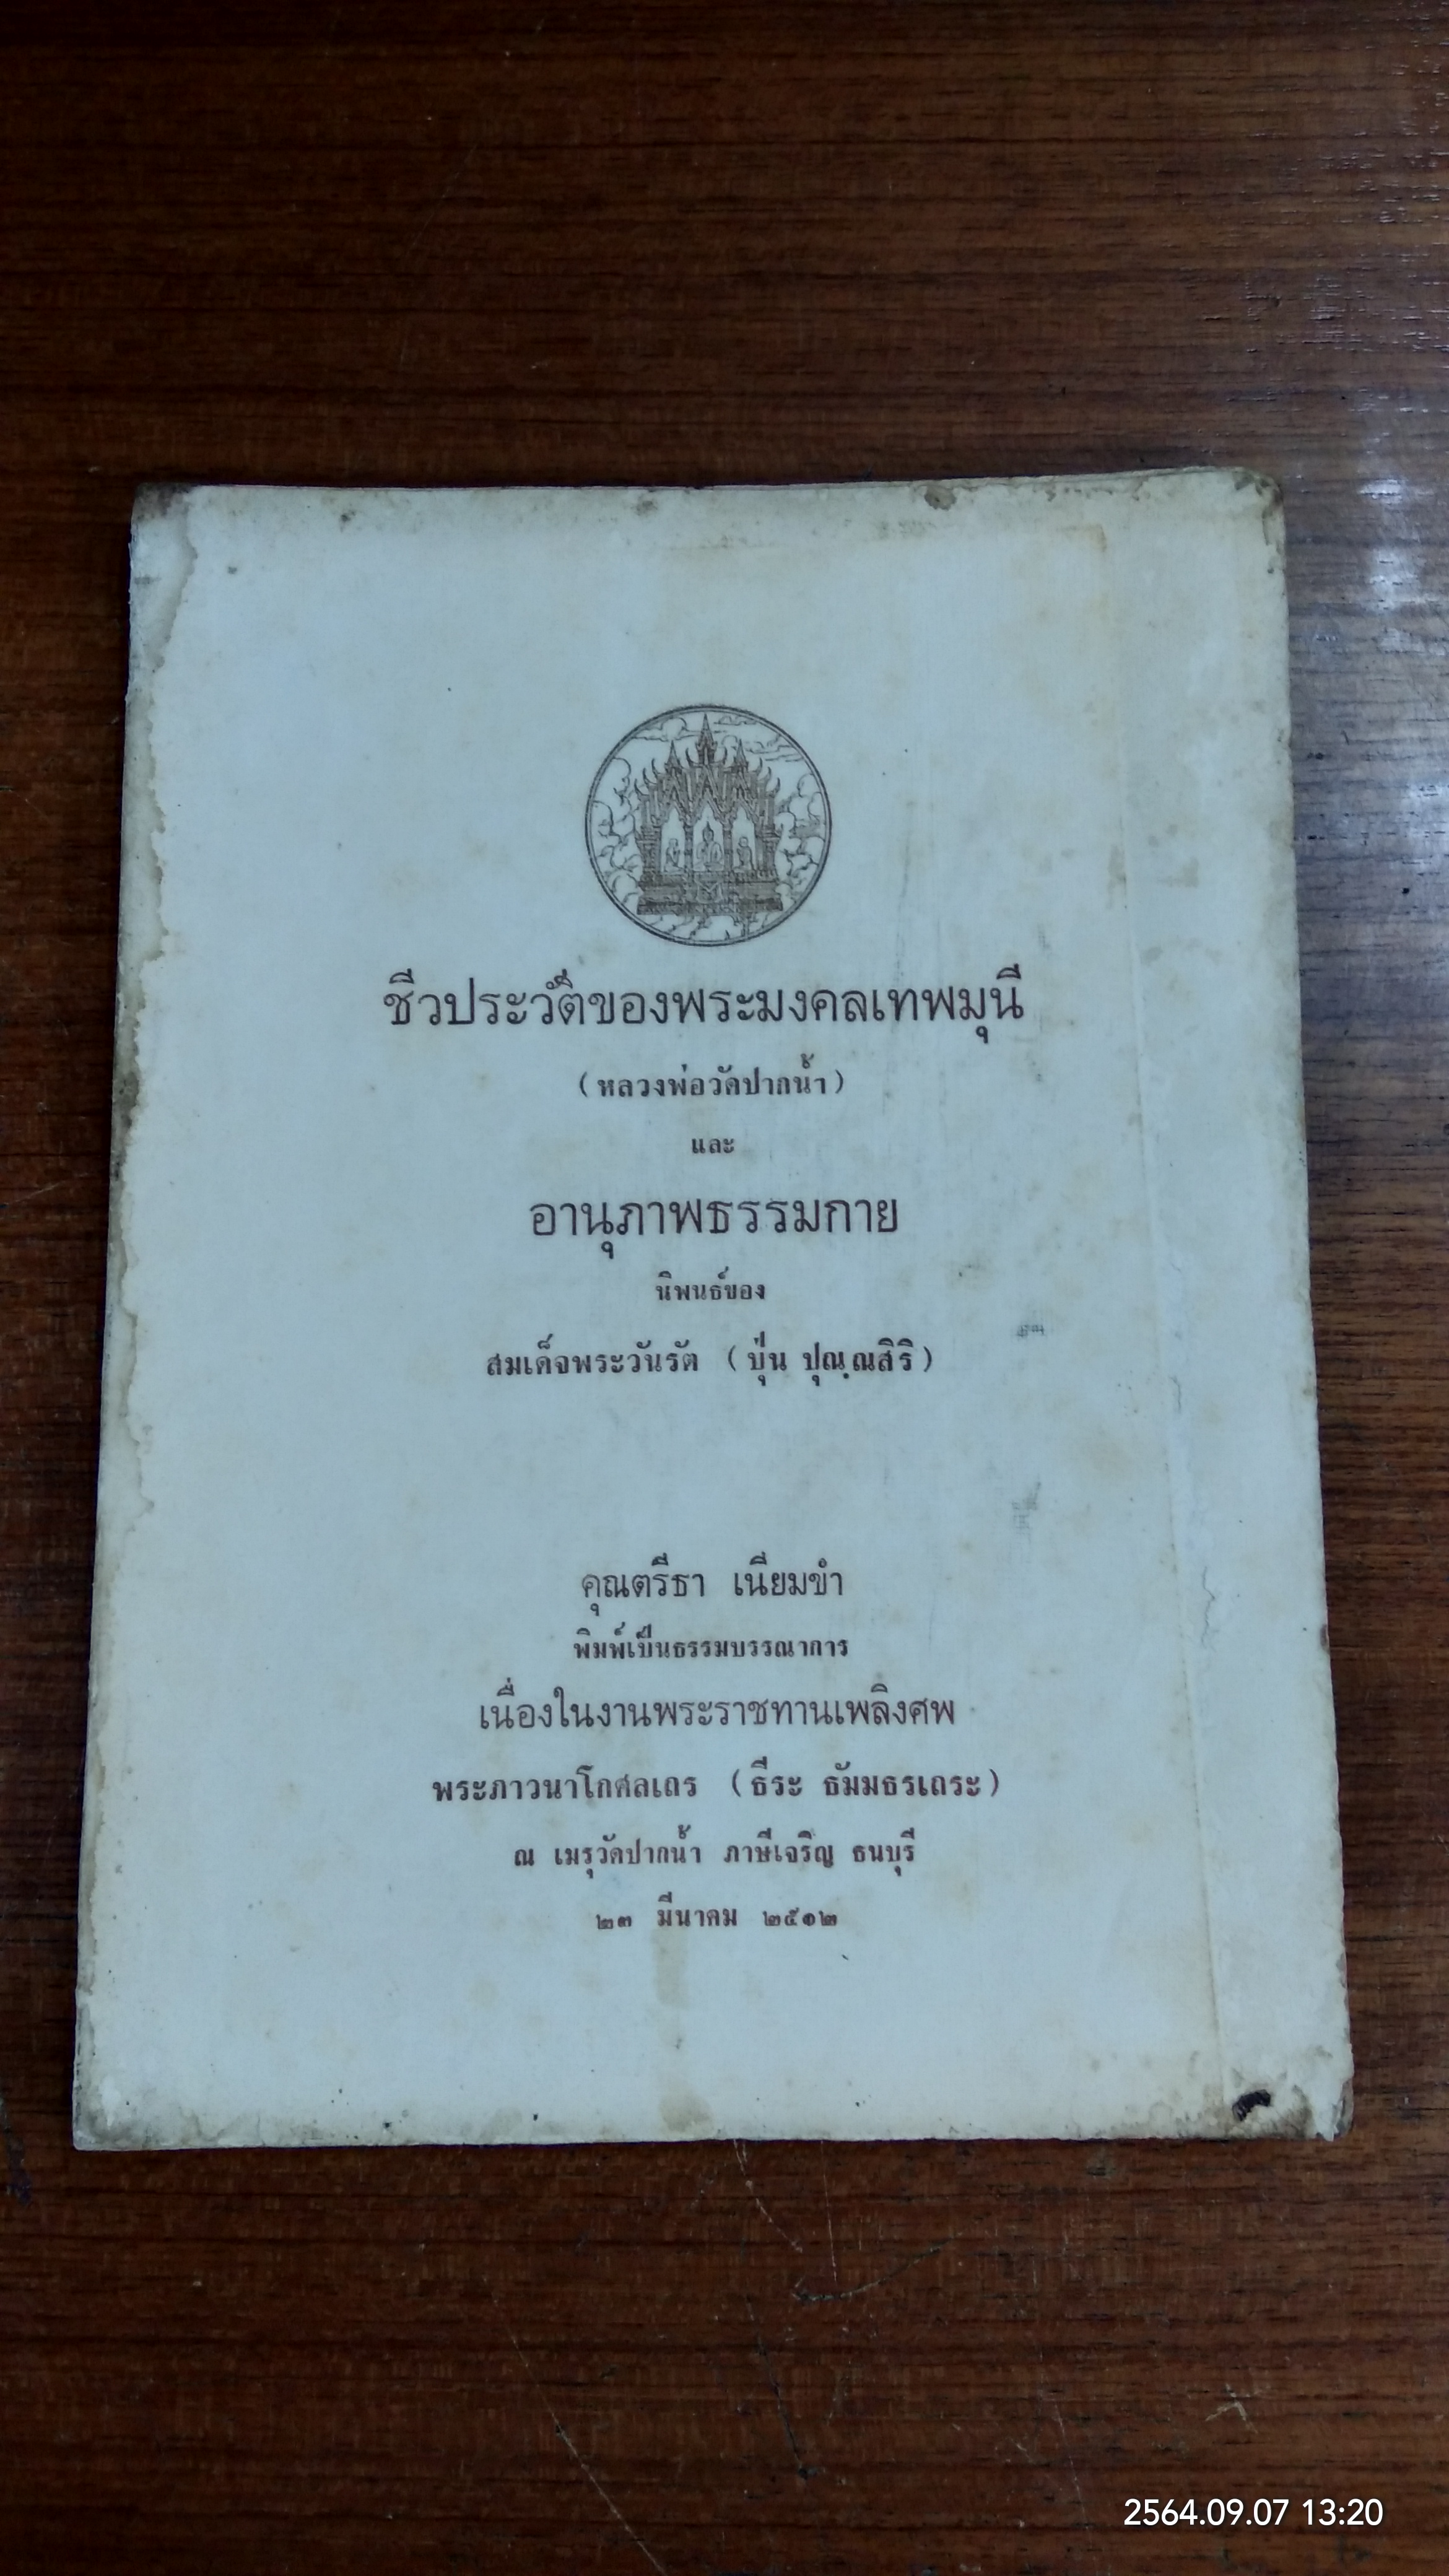 ชีวประวัติของพระมงคลเทพมุนี
(หลวงพ่อวัดปากน้ำ)
และ
อานุภาพธรรมกาย
นิพนธ์ของ
สมเด็จพระวันรัต (ปุ่น ปุณฺณสิริ)
คุณตรีธา เนียมขำ
พิมพ์เป็นธรรมบรรณาการ
เนื่องในงานพระราชทานเพลิงศพ
พระภาวนาโกศลเถร (ธีระ ธัมมธรเถระ)
ณ เมรุวัดปากน้ำ ภาษีเจริญ ธนบุรี
๒๓ มีนาคม ๒๕๑๒
2564.09.07 13:20